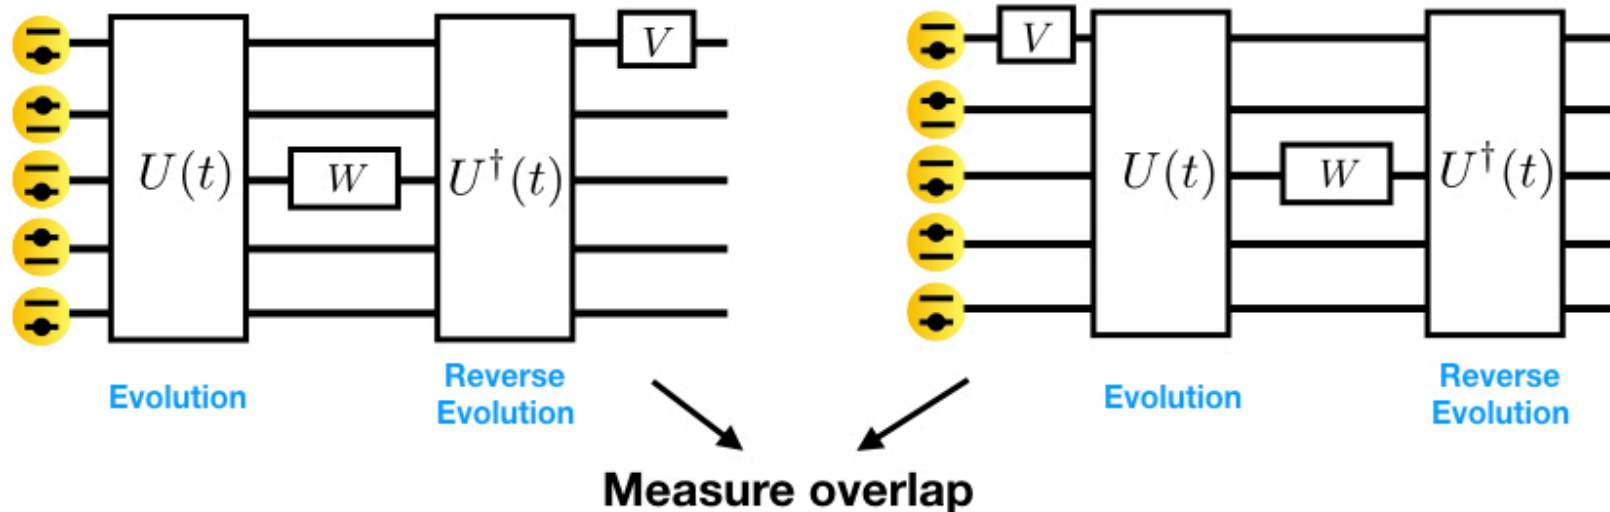 V
U(t)
W
U†(t)
Evolution
Reverse
Evolution
V
U(t)
W
U†(t)
Evolution
Reverse
Evolution
Measure overlap